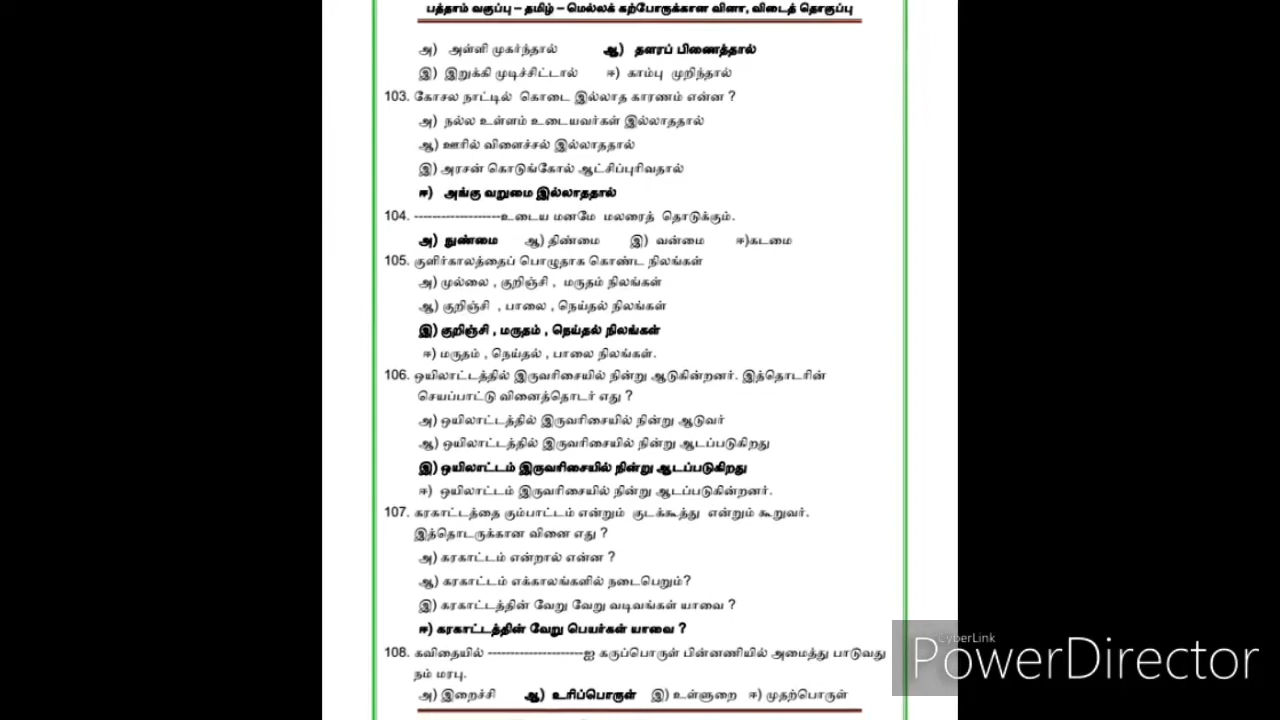 பத்தாம் வகுப்பு – தமிழ் – மெல்லக் கற்போருக்கான வினா, விடைத் தொகுப்பு
அ) அள்ளி முகர்ந்தால் ஆ) தளரப் பிணைத்தால்
இ) இறுக்கி முடிச்சிட்டால் ஈ) காம்பு முறிந்தால்
103. கோசல நாட்டில் கொடை இல்லாத காரணம் என்ன ?
அ) நல்ல உள்ளம் உடையவர்கள் இல்லாததால்
ஆ) ஊரில் விளைச்சல் இல்லாததால்
இ) அரசன் கொடுங்கோல் ஆட்சிப்புரிவதால்
ஈ) அங்கு வறுமை இல்லாததால்
104. --------------------உடைய மனமே மலரைத் தொடுக்கும்.
அ) நுண்மை ஆ) திண்மை இ) வன்மை ஈ)கடமை
105. குளிர்காலத்தைப் பொழுதாக கொண்ட நிலங்கள்
அ) முல்லை , குறிஞ்சி , மருதம் நிலங்கள்
ஆ) குறிஞ்சி , பாலை , நெய்தல் நிலங்கள்
இ) குறிஞ்சி , மருதம் , நெய்தல் நிலங்கள்
ஈ) மருதம் , நெய்தல் , பாலை நிலங்கள்.
106. ஒயிலாட்டத்தில் இருவரிசையில் நின்று ஆடுகின்றனர். இத்தொடரின்
செயப்பாட்டு வினைத்தொடர் எது ?
அ) ஒயிலாட்டத்தில் இருவரிசையில் நின்று ஆடுவர்
ஆ) ஒயிலாட்டத்தில் இருவரிசையில் நின்று ஆடப்படுகிறது
இ) ஒயிலாட்டம் இருவரிசையில் நின்று ஆடப்படுகிறது
ஈ) ஒயிலாட்டம் இருவரிசையில் நின்று ஆடப்படுகின்றனர்.
107. கரகாட்டத்தை கும்பாட்டம் என்றும் குடக்கூத்து என்றும் கூறுவர்.
இத்தொடருக்கான வினை எது ?
அ) கரகாட்டம் என்றால் என்ன ?
ஆ) கரகாட்டம் எக்காலங்களில் நடைபெறும்?
இ) கரகாட்டத்தின் வேறு வேறு வடிவங்கள் யாவை ?
ஈ) கரகாட்டத்தின் வேறு பெயர்கள் யாவை ?
108. கவிதையில் ----------------------ஐ கருப்பொருள் பின்னணியில் அமைத்து பாடுவது
நம் மரபு.
அ) இறைச்சி ஆ) உரிப்பொருள் இ) உள்ளுறை ஈ) முதற்பொருள்
CyberLink
PowerDirector